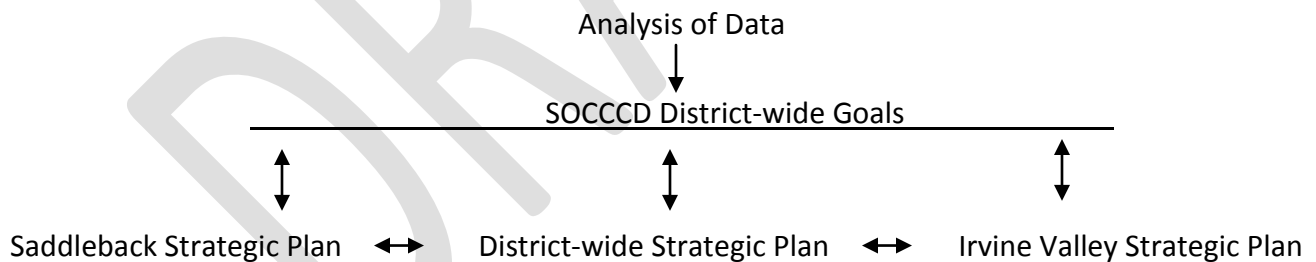 Analysis of Data
SOCCCD District-wide Goals
Saddleback Strategic Plan District-wide Strategic Plan Irvine Valley Strategic Plan